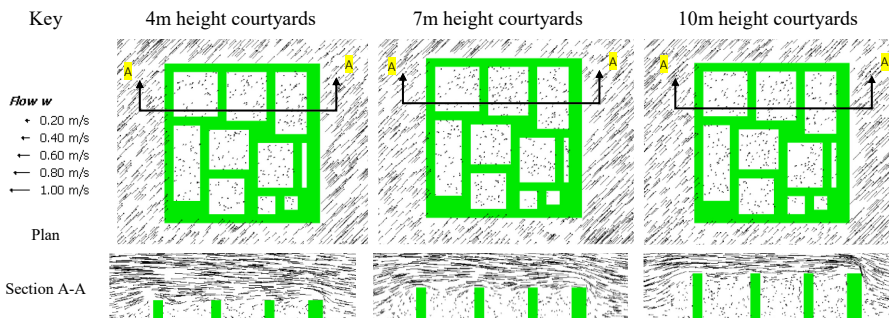 Key
4m height courtyards
7m height courtyards
10m height courtyards
A
A
A
A
A
A
Flow w
0.20 m/s
0.40 m/s
0.60 m/s
0.80 m/s
1.00 m/s
Plan
Section A-A